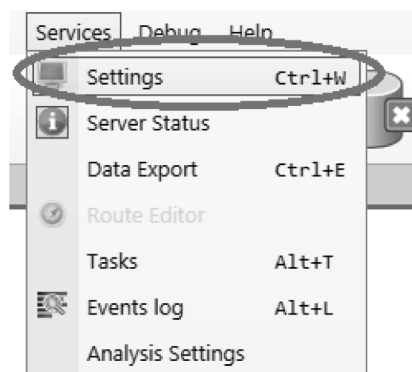 Services Debug Help
Settings Ctrl+W
Server Status
Data Export Ctrl+E
Route Editor
Tasks Alt+T
Events log Alt+L
Analysis Settings